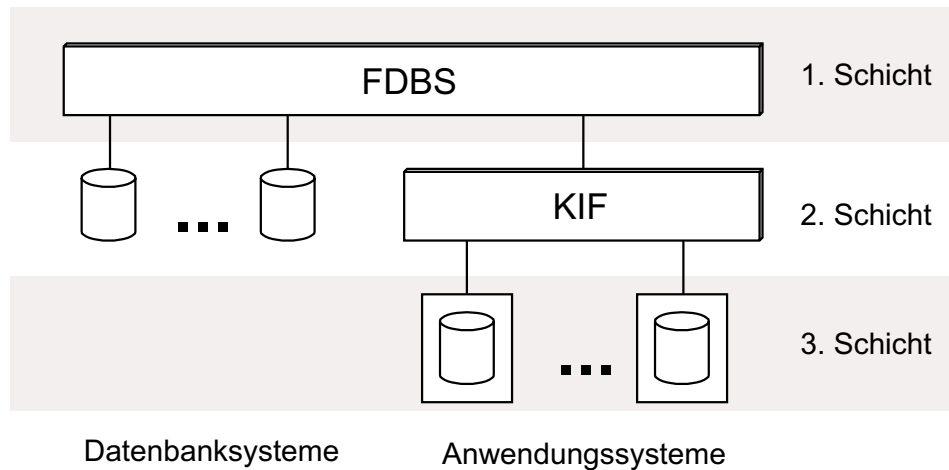 FDBS
1. Schicht
KIF
2. Schicht
3. Schicht
Datenbanksysteme
Anwendungssysteme